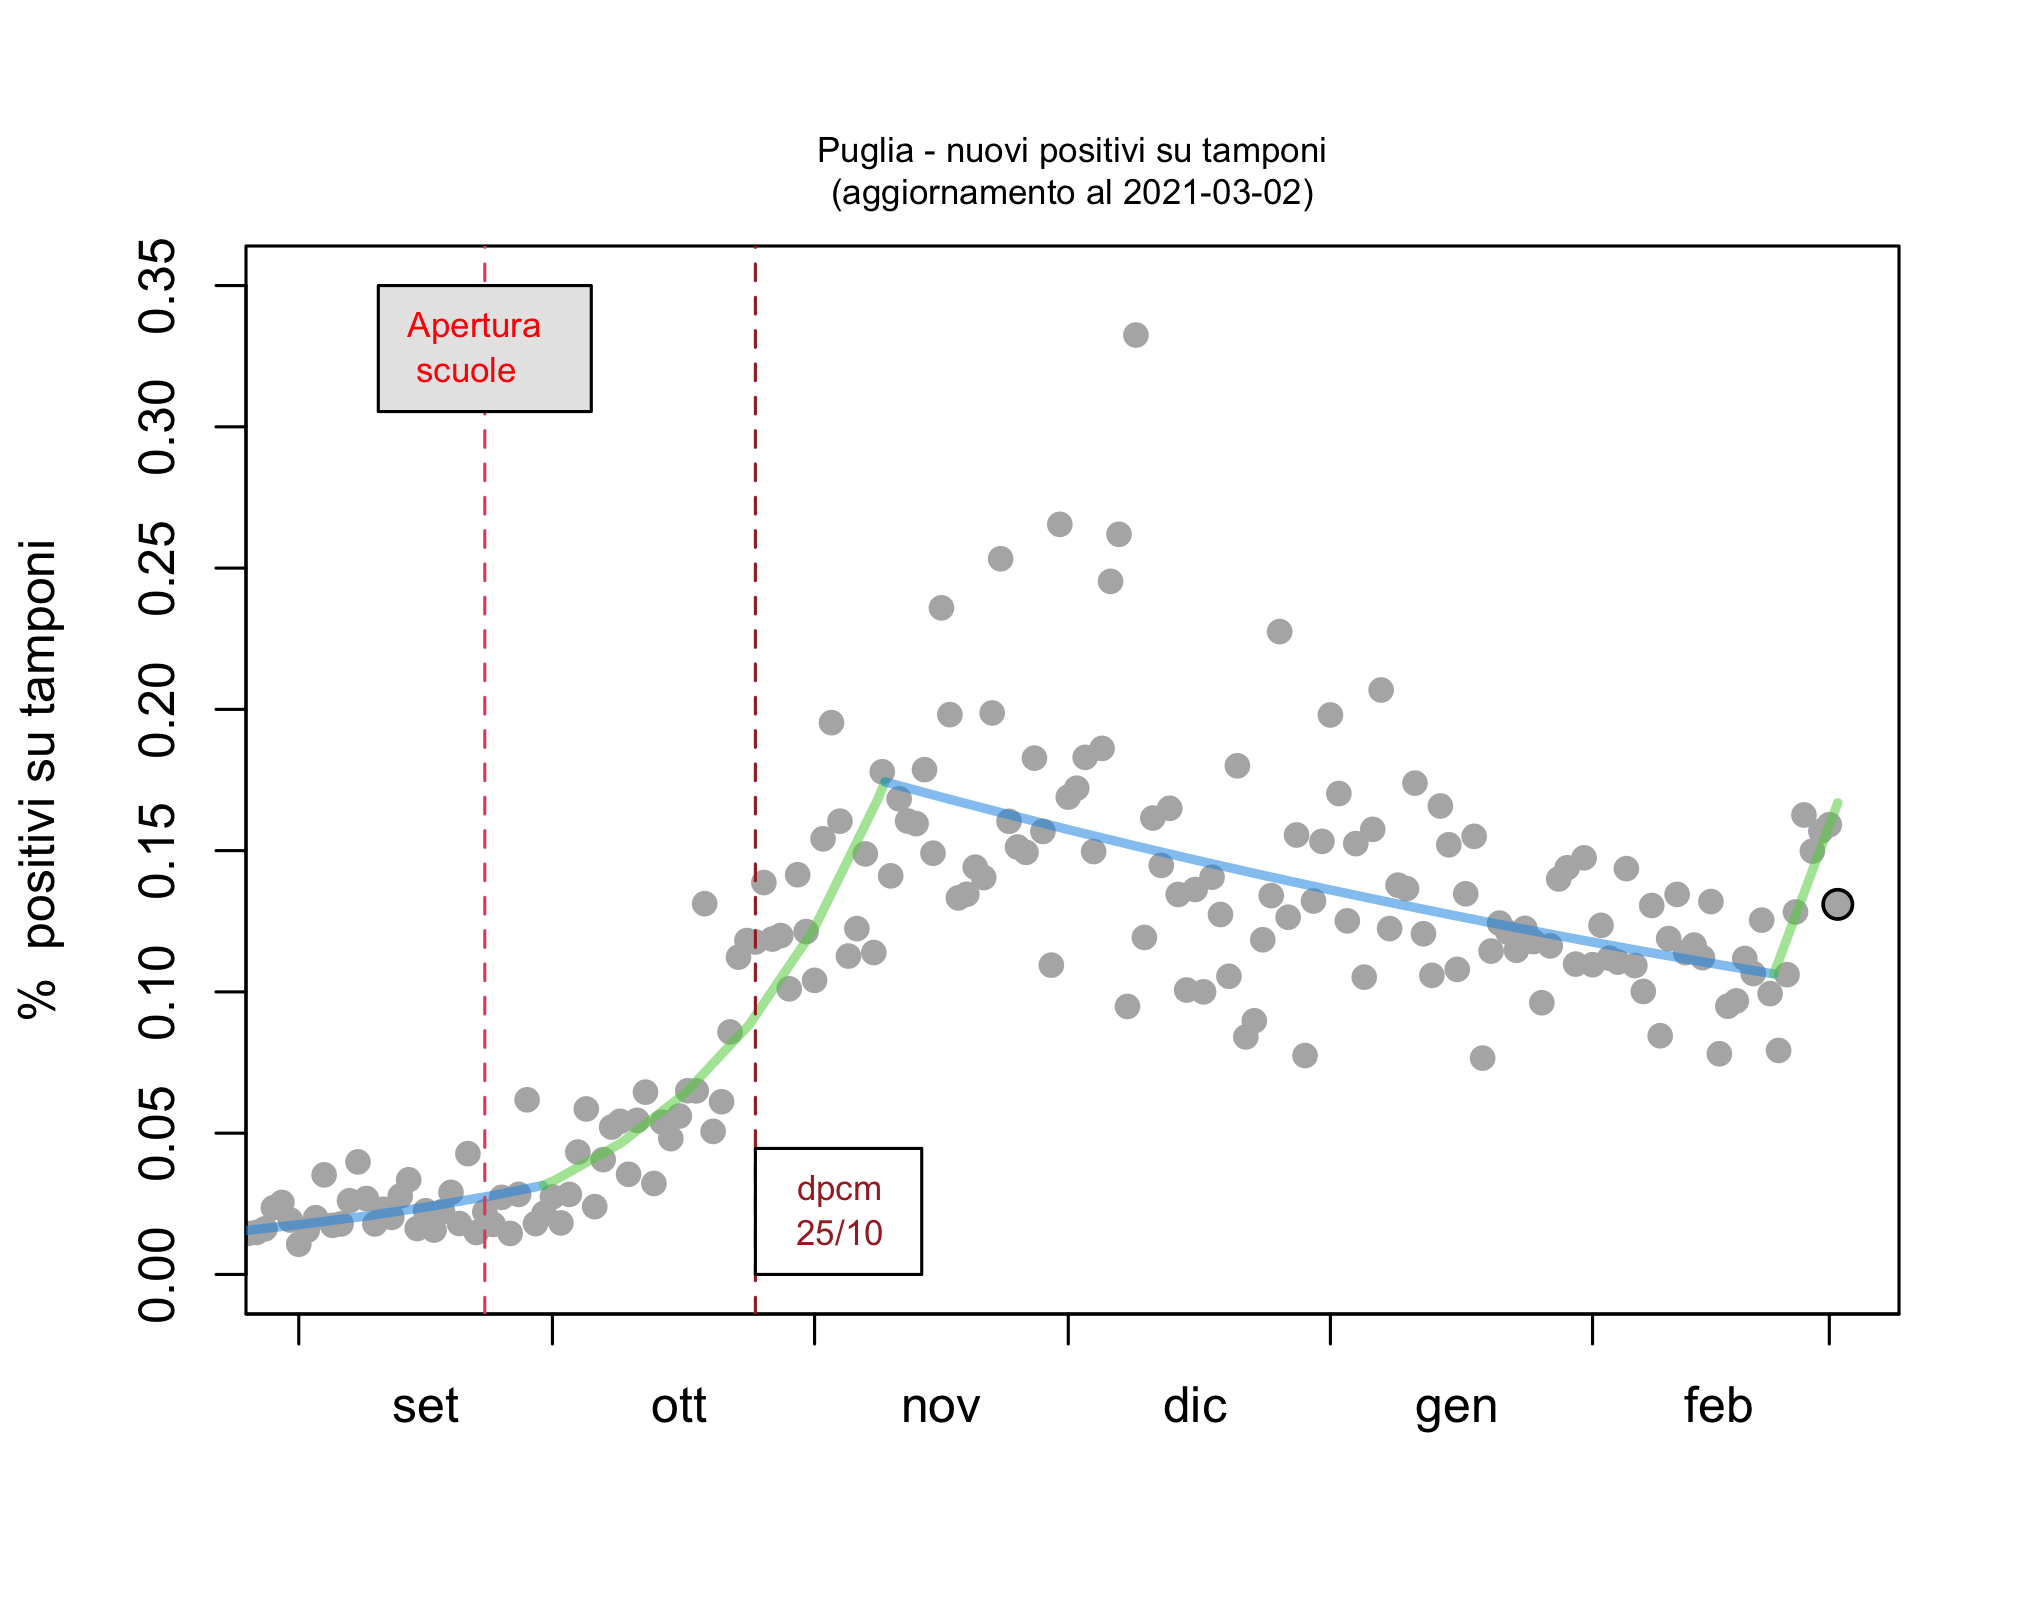 Puglia - nuovi positivi su tamponi
(aggiornamento al 2021-03-02)
% positivi su tamponi
0.35
0.30
0.25
0.20
0.15
0.10
0.05
0.00
Apertura
scuole
dpcm
25/10
set
ott
nov
dic
gen
feb